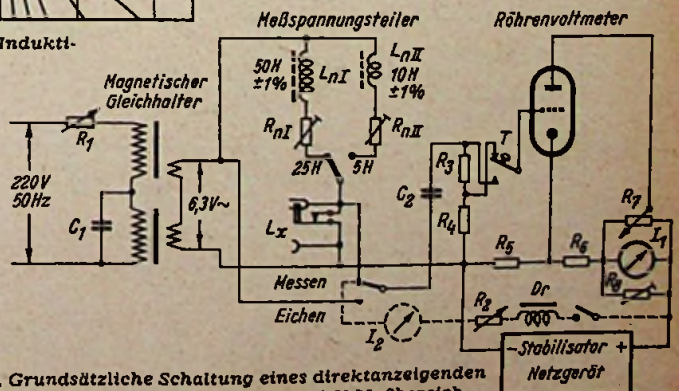 Indukti-
Meßspannungsteiler
Röhrenvoltmeter
Magnetischer
Gleichhalter
50H
±1%
LnI
LnII
10H
±1%
R1
RnI
RnII
T
220V
50Hz
C1
6,3V~
25H
5H
C2
R3
R4
Lx
R5
R6
R7
I1
R8
Messen
Eichen
I2
R2
Dr
- Stabilisator +
Netzgerät
. Grundsätzliche Schaltung eines direktanzeigenden